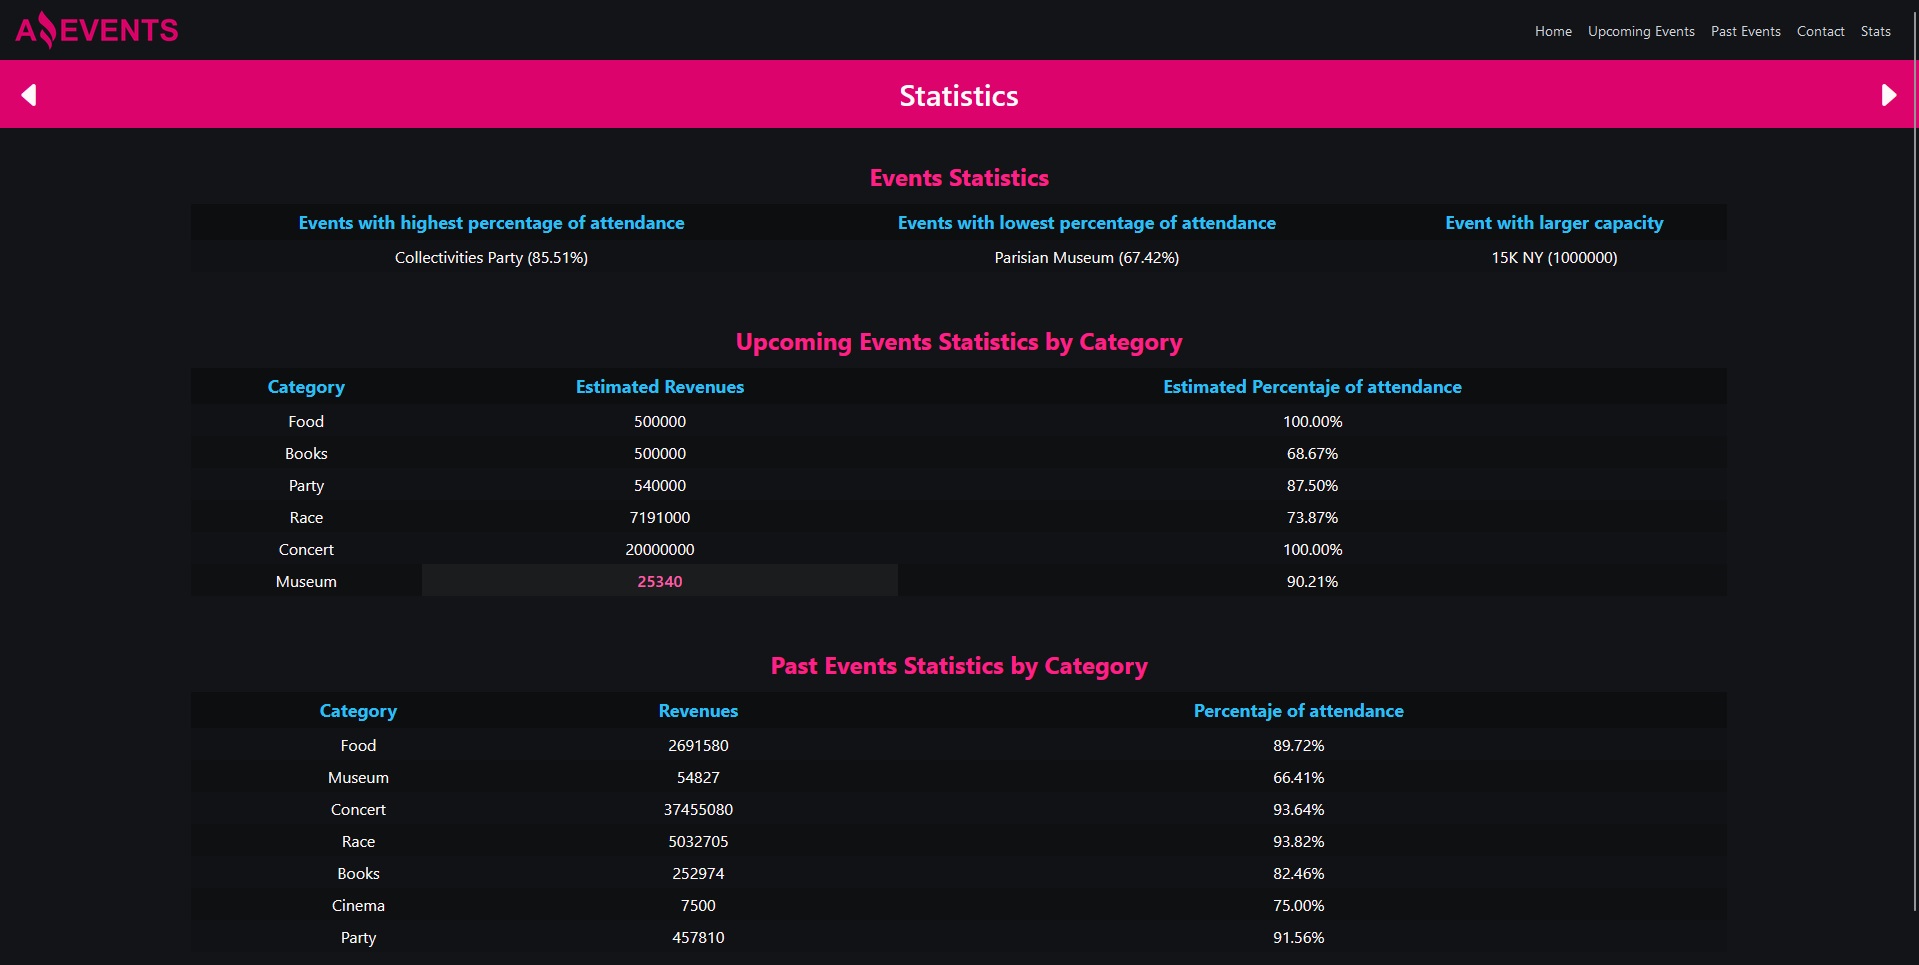 A EVENTS
Home Upcoming Events Past Events Contact Stats
Statistics
Events Statistics
Events with highest percentage of attendance Events with lowest percentage of attendance Event with larger capacity
Collectivities Party (85.51%) Parisian Museum (67.42%) 15K NY (1000000)
Upcoming Events Statistics by Category
Category Estimated Revenues Estimated Percentaje of attendance
Food 500000 100.00%
Books 500000 68.67%
Party 540000 87.50%
Race 7191000 73.87%
Concert 20000000 100.00%
Museum 25340 90.21%
Past Events Statistics by Category
Category Revenues Percentaje of attendance
Food 2691580 89.72%
Museum 54827 66.41%
Concert 37455080 93.64%
Race 5032705 93.82%
Books 252974 82.46%
Cinema 7500 75.00%
Party 457810 91.56%